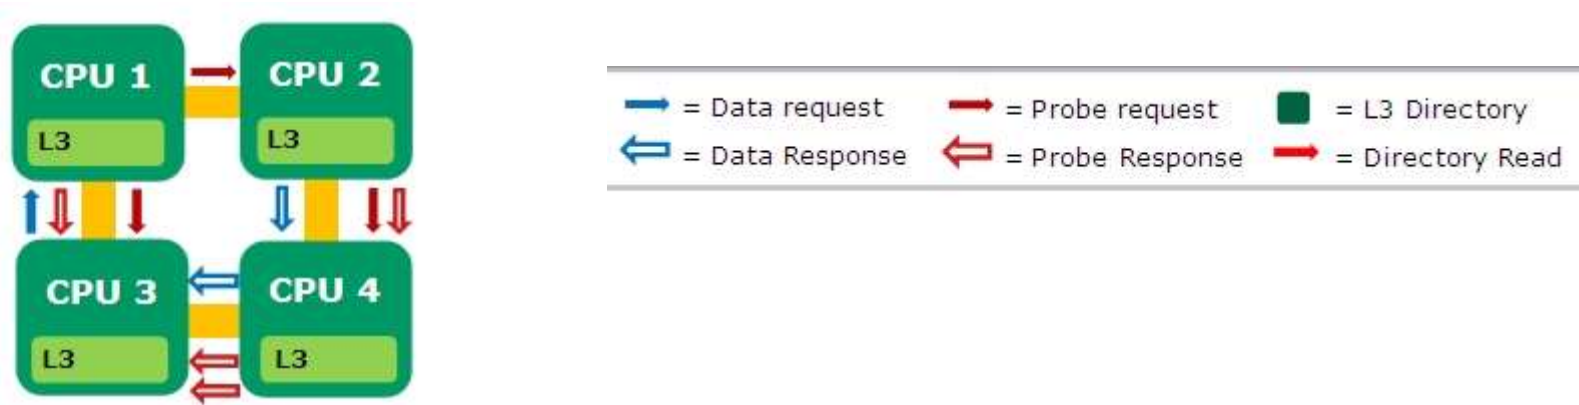 CPU 1
CPU 2
L3
L3
CPU 3
CPU 4
L3
L3
= Data request
= Probe request
= L3 Directory
= Data Response
= Probe Response
= Directory Read